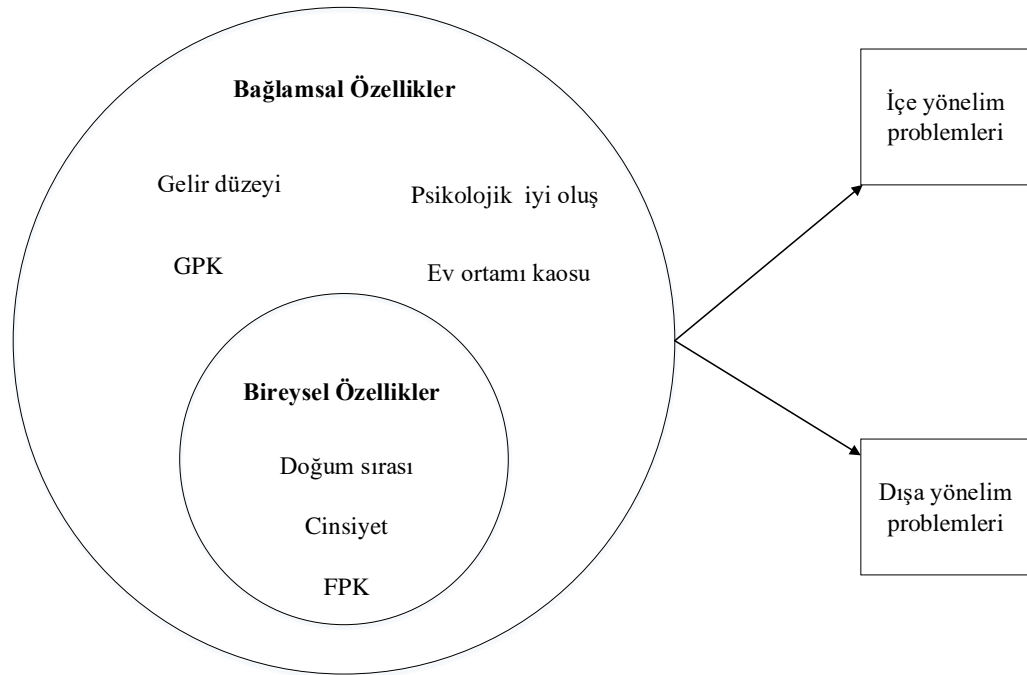 Bağlamsal Özellikler
Gelir düzeyi
Psikolojik iyi oluş
GPK
Ev ortamı kaosu
Bireysel Özellikler
Doğum sırası
Cinsiyet
FPK
İçe yönelim
problemleri
Dışa yönelim
problemleri